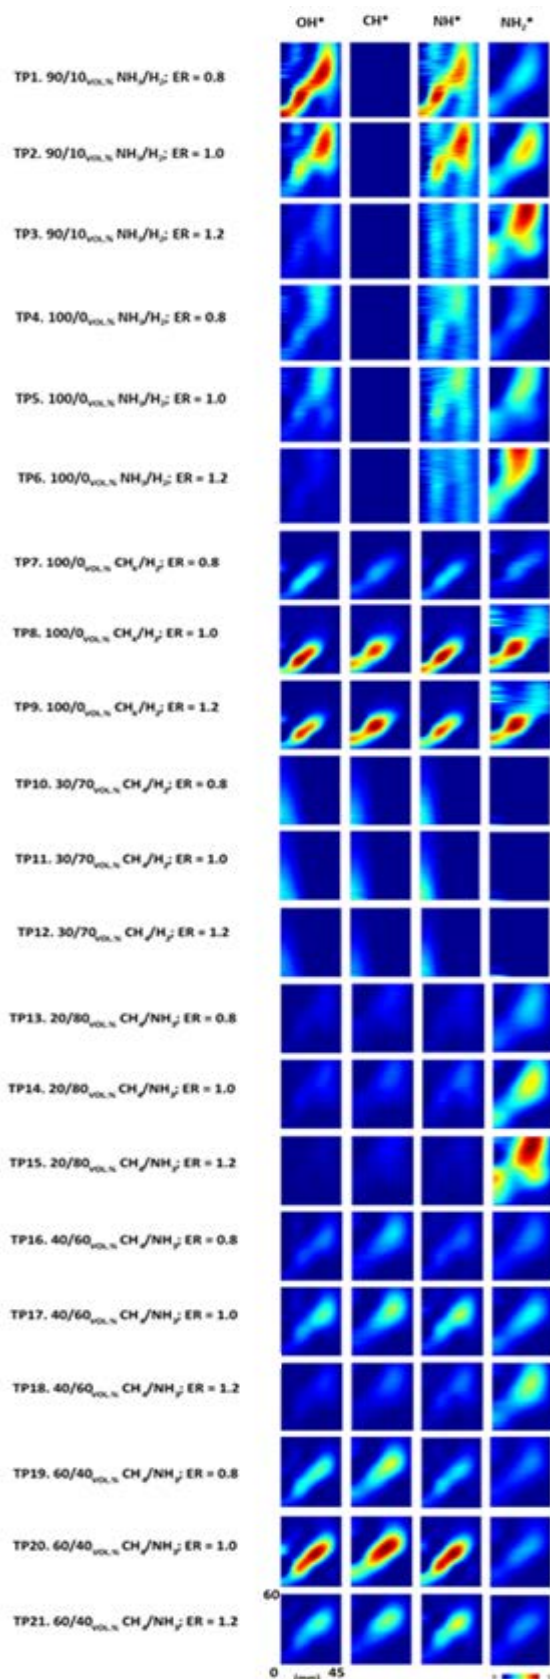 OH* CH* NH* NH₂*
TP1. 90/10VOL.% NH₃/H₂; ER = 0.8
TP2. 90/10VOL.% NH₃/H₂; ER = 1.0
TP3. 90/10VOL.% NH₃/H₂; ER = 1.2
TP4. 100/0VOL.% NH₃/H₂; ER = 0.8
TP5. 100/0VOL.% NH₃/H₂; ER = 1.0
TP6. 100/0VOL.% NH₃/H₂; ER = 1.2
TP7. 100/0VOL.% CH₄/H₂; ER = 0.8
TP8. 100/0VOL.% CH₄/H₂; ER = 1.0
TP9. 100/0VOL.% CH₄/H₂; ER = 1.2
TP10. 30/70VOL.% CH₄/H₂; ER = 0.8
TP11. 30/70VOL.% CH₄/H₂; ER = 1.0
TP12. 30/70VOL.% CH₄/H₂; ER = 1.2
TP13. 20/80VOL.% CH₄/NH₃; ER = 0.8
TP14. 20/80VOL.% CH₄/NH₃; ER = 1.0
TP15. 20/80VOL.% CH₄/NH₃; ER = 1.2
TP16. 40/60VOL.% CH₄/NH₃; ER = 0.8
TP17. 40/60VOL.% CH₄/NH₃; ER = 1.0
TP18. 40/60VOL.% CH₄/NH₃; ER = 1.2
TP19. 60/40VOL.% CH₄/NH₃; ER = 0.8
TP20. 60/40VOL.% CH₄/NH₃; ER = 1.0
60
TP21. 60/40VOL.% CH₄/NH₃; ER = 1.2
0 45